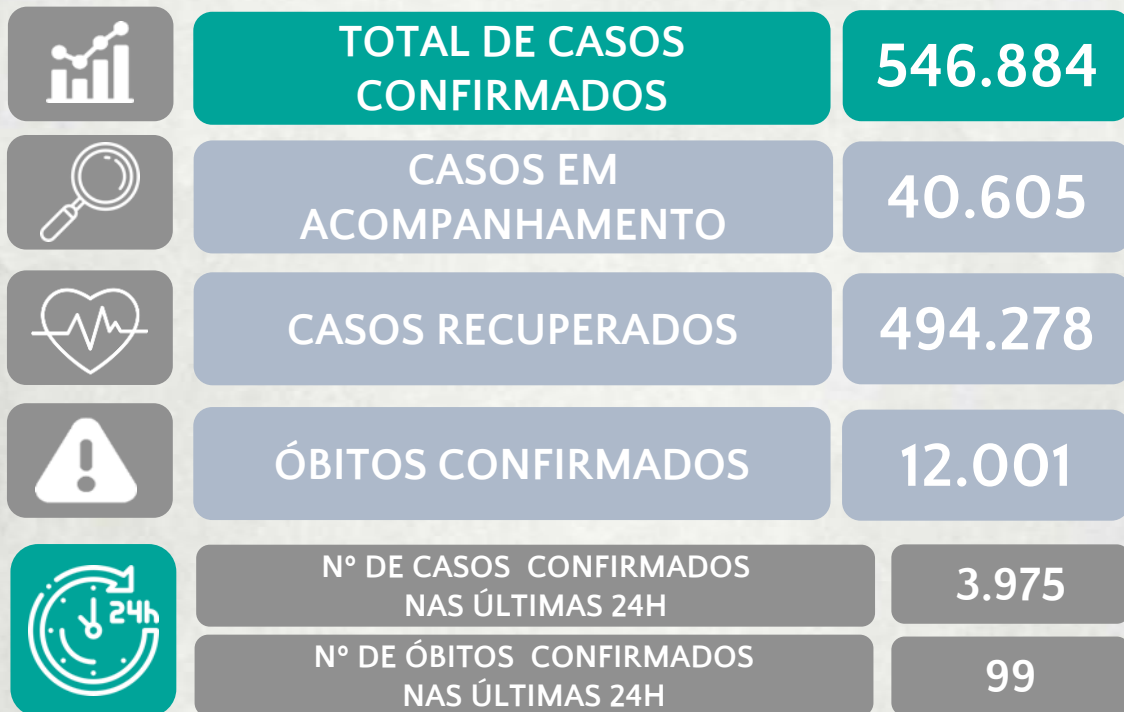 TOTAL DE CASOS
CONFIRMADOS
546.884
CASOS EM
ACOMPANHAMENTO
40.605
CASOS RECUPERADOS
494.278
ÓBITOS CONFIRMADOS
12.001
24h
Nº DE CASOS CONFIRMADOS
NAS ÚLTIMAS 24H
3.975
Nº DE ÓBITOS CONFIRMADOS
NAS ÚLTIMAS 24H
99